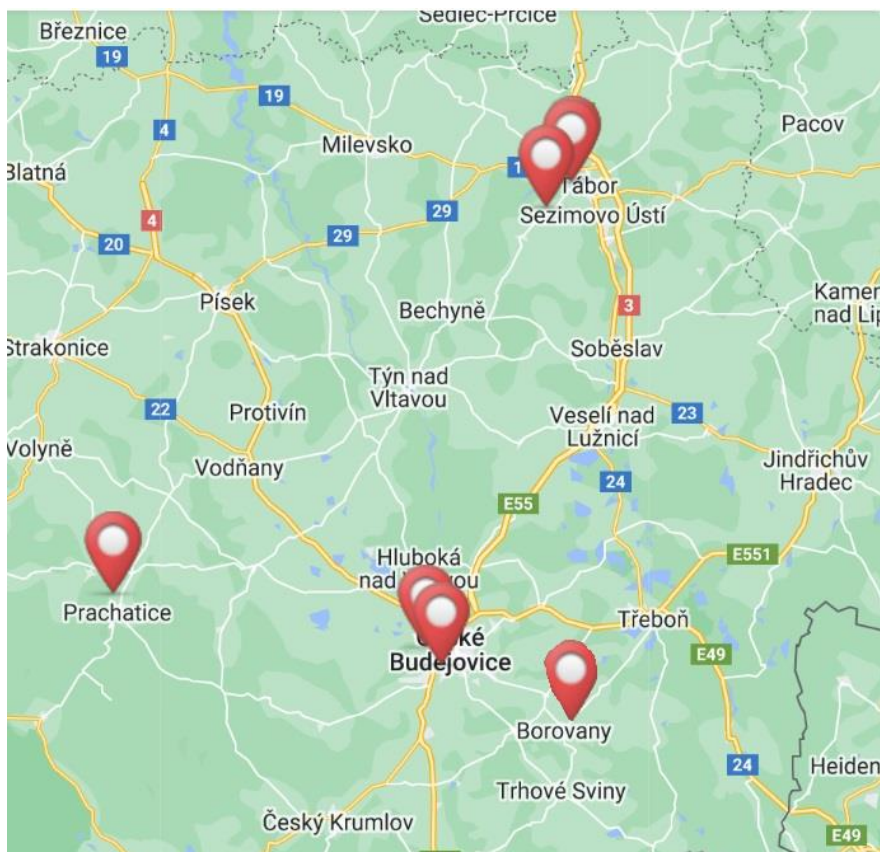 Sedlec-Prčice
Březnice
19
19
4
Pacov
Milevsko
Blatná
1
Tábor
29
Sezimovo Ústí
4
29
20
Kamen
nad Lip
Písek
3
Bechyně
Strakonice
Soběslav
Týn nad
Vltavou
22
Protivín
23
Veselí nad
Lužnicí
Volyně
Vodňany
Jindřichův
Hradec
24
E55
E551
Hluboká
nad
Prachatice
Třeboň
Budějovice
E49
Borovany
24
Heiden
Trhové Sviny
Český Krumlov
E49